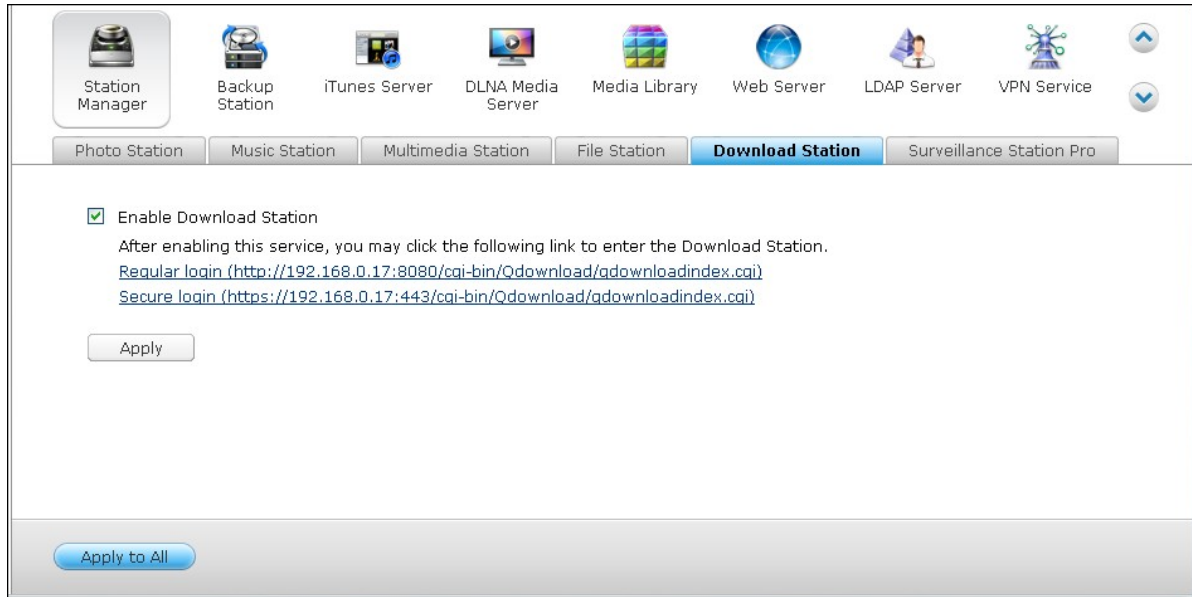 Station Manager
Backup Station
iTunes Server
DLNA Media Server
Media Library
Web Server
LDAP Server
VPN Service
Photo Station
Music Station
Multimedia Station
File Station
Download Station
Surveillance Station Pro
Enable Download Station
After enabling this service, you may click the following link to enter the Download Station.
Regular login (http://192.168.0.17:8080/cgi-bin/Qdownload/qdownloadindex.cgi)
Secure login (https://192.168.0.17:443/cgi-bin/Qdownload/qdownloadindex.cgi)
Apply
Apply to All